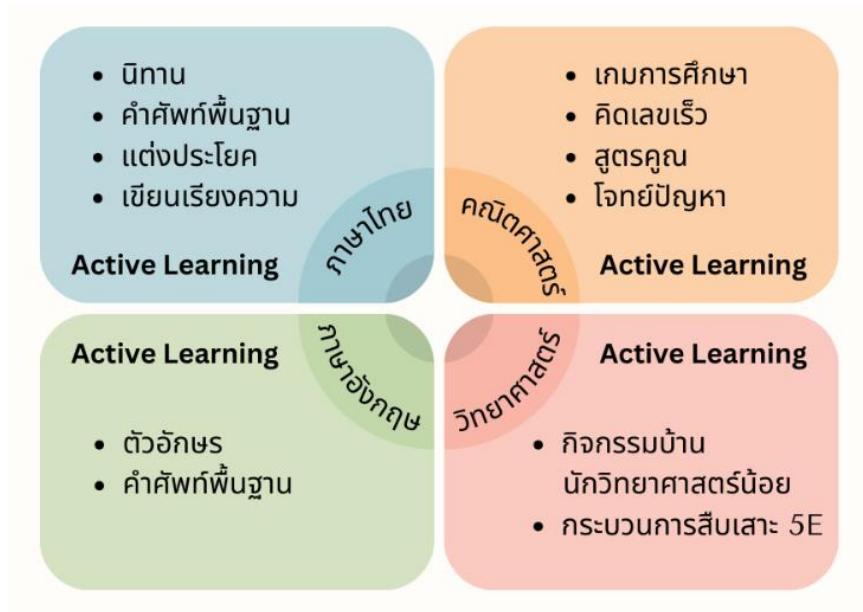 • นิทาน
• คำศัพท์พื้นฐาน
• แต่งประโยค
• เขียนเรียงความ
Active Learning
ภาษาไทย
• เกมการศึกษา
• คิดเลขเร็ว
• สูตรคูณ
• โจทย์ปัญหา
คณิตศาสตร์
Active Learning
Active Learning
ภาษาอังกฤษ
• ตัวอักษร
• คำศัพท์พื้นฐาน
Active Learning
วิทยาศาสตร์
• กิจกรรมบ้าน
นักวิทยาศาสตร์น้อย
• กระบวนการสืบเสาะ 5E